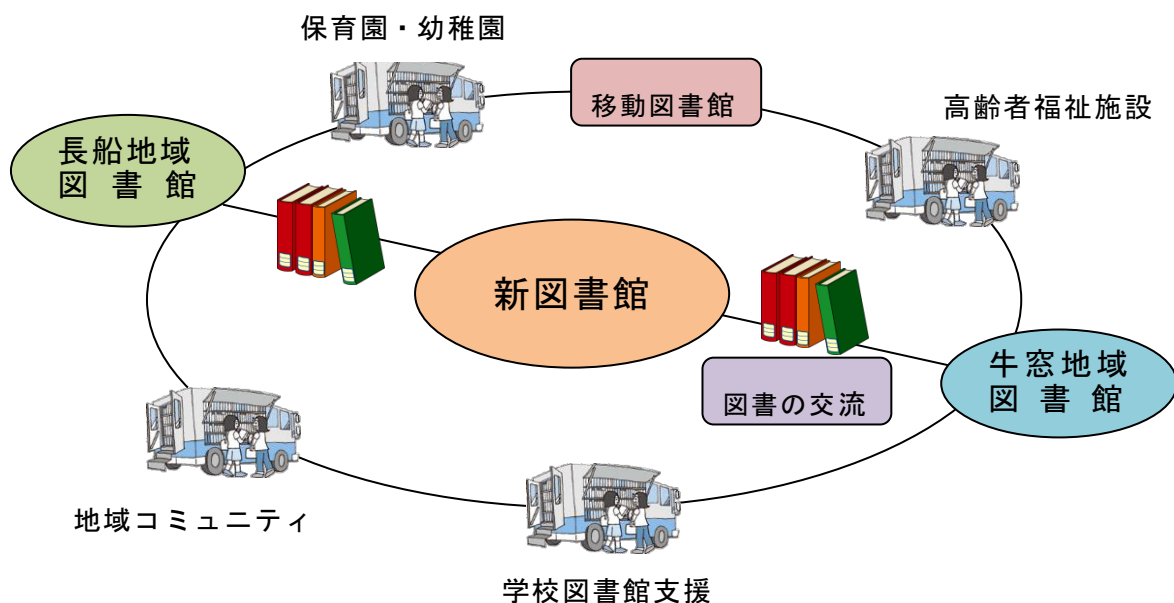 保育園・幼稚園
移動図書館
高齢者福祉施設
長船地域
図書館
新図書館
牛窓地域
図書館
図書の交流
地域コミュニティ
学校図書館支援